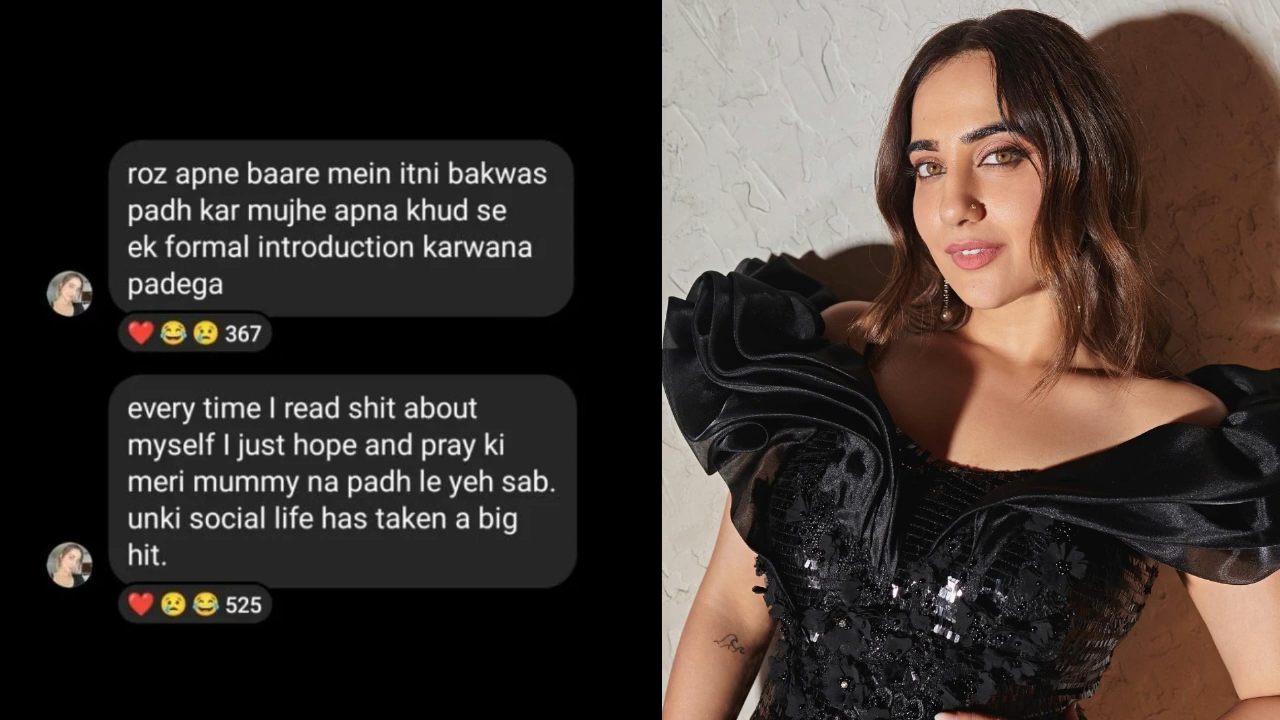 roz apne baare mein itni bakwas
padh kar mujhe apna khud se
ek formal introduction karwana
padega
❤️😂😢 367
every time I read shit about
myself I just hope and pray ki
meri mummy na padh le yeh sab.
unki social life has taken a big
hit.
❤️😢😂 525